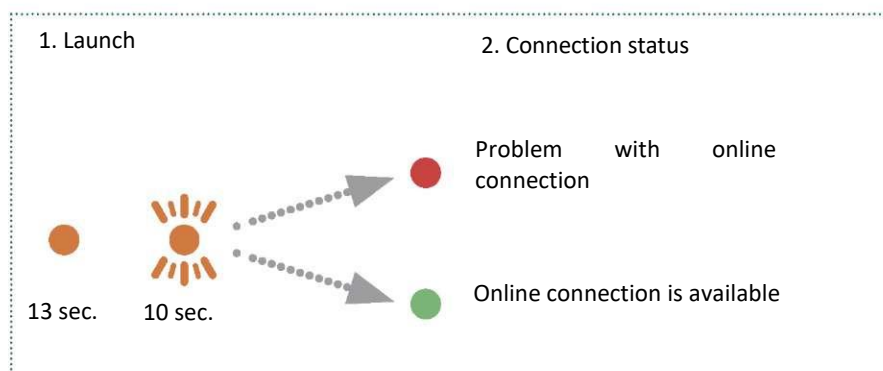 1. Launch
2. Connection status
Problem with online
connection
Online connection is available
13 sec.
10 sec.